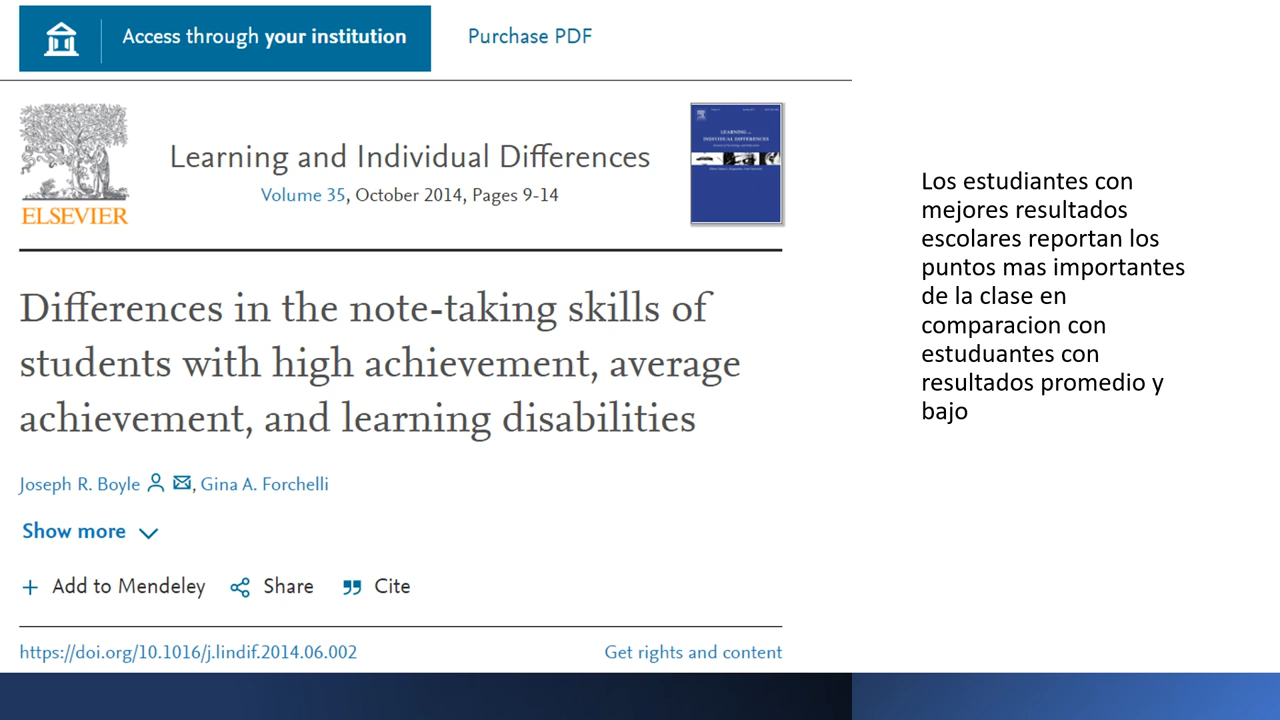 Access through your institution
Purchase PDF
ELSEVIER
Learning and Individual Differences
Volume 35, October 2014, Pages 9-14
LEARNING AND
INDIVIDUAL DIFFERENCES
Differences in the note-taking skills of
students with high achievement, average
achievement, and learning disabilities
Joseph R. Boyle, Gina A. Forchelli
Show more
Add to Mendeley
Share
Cite
https://doi.org/10.1016/j.lindif.2014.06.002
Get rights and content
Los estudiantes con
mejores resultados
escolares reportan los
puntos mas importantes
de la clase en
comparacion con
estuduantes con
resultados promedio y
bajo